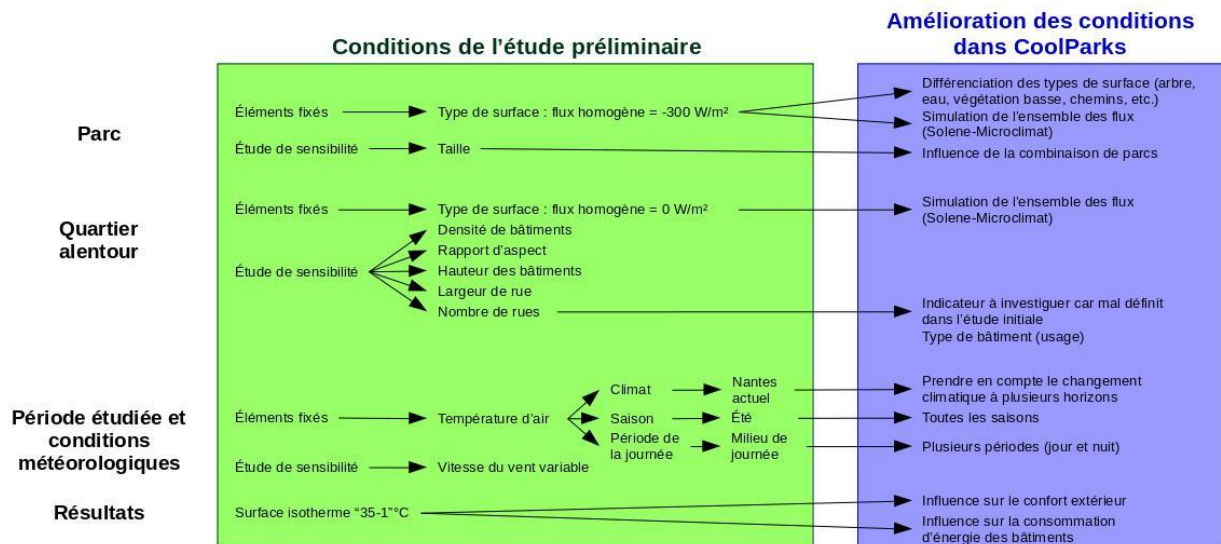 Conditions de l'étude préliminaire
Amélioration des conditions
dans CoolParks
Parc
Éléments fixés
Type de surface : flux homogène = -300 W/m²
Différenciation des types de surface (arbre,
eau, végétation basse, chemins, etc.)
Simulation de l'ensemble des flux
(Solene-Microclimat)
Étude de sensibilité
Taille
Influence de la combinaison de parcs
Quartier
alentour
Éléments fixés
Type de surface : flux homogène = 0 W/m²
Simulation de l'ensemble des flux
(Solene-Microclimat)
Étude de sensibilité
Densité de bâtiments
Rapport d'aspect
Hauteur des bâtiments
Largeur de rue
Nombre de rues
Indicateur à investiguer car mal définit
dans l'étude initiale
Type de bâtiment (usage)
Période étudiée et
conditions
météorologiques
Éléments fixés
Température d'air
Climat
Nantes
actuel
Prendre en compte le changement
climatique à plusieurs horizons
Saison
Été
Toutes les saisons
Période de
la journée
Milieu de
journée
Plusieurs périodes (jour et nuit)
Étude de sensibilité
Vitesse du vent variable
Résultats
Surface isotherme “35-1”°C
Influence sur le confort extérieur
Influence sur la consommation
d'énergie des bâtiments